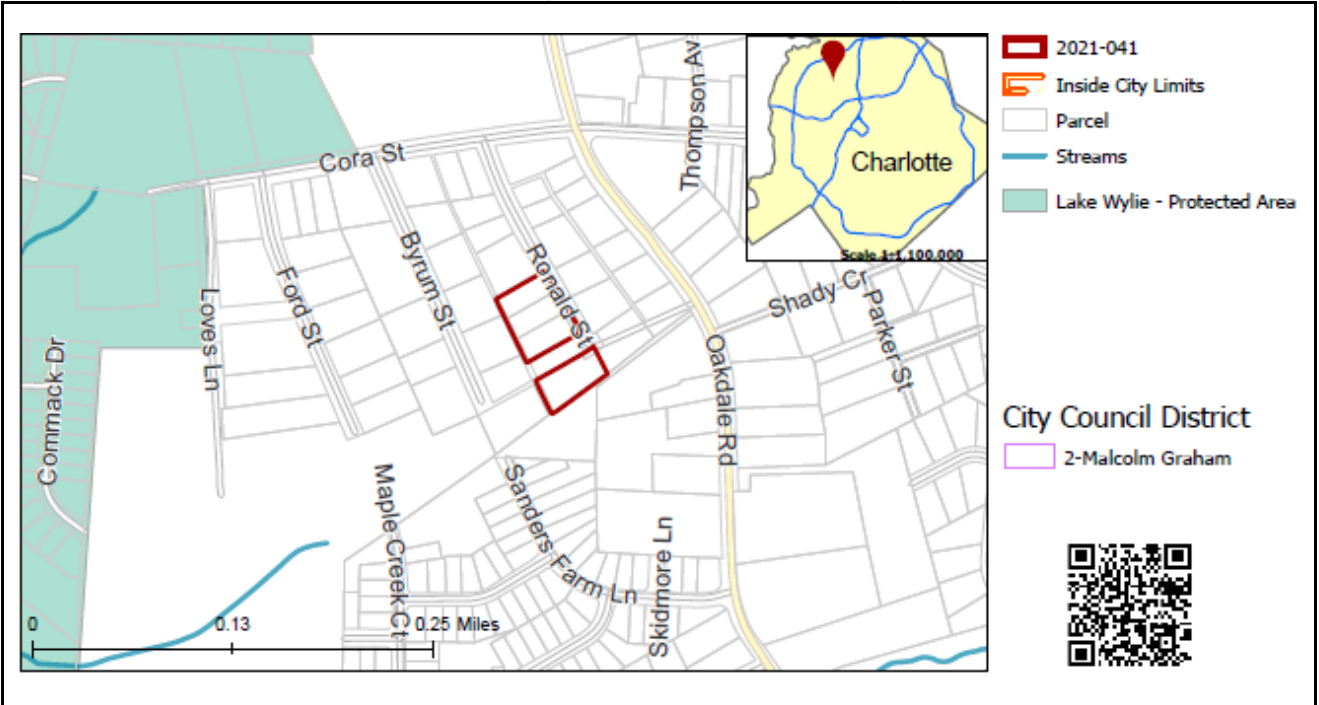 Cora St
Thompson Av
Charlotte
Scale 1:1,100,000
Loves Ln
Ford St
Byrum St
Ronald St
Shady Cr
Parker St
Oakdale Rd
Commack Dr
Maple Creek Ct
Sanders Farm Ln
Skidmore Ln
0
0.13
0.25 Miles
2021-041
Inside City Limits
Parcel
Streams
Lake Wylie - Protected Area
City Council District
2-Malcolm Graham